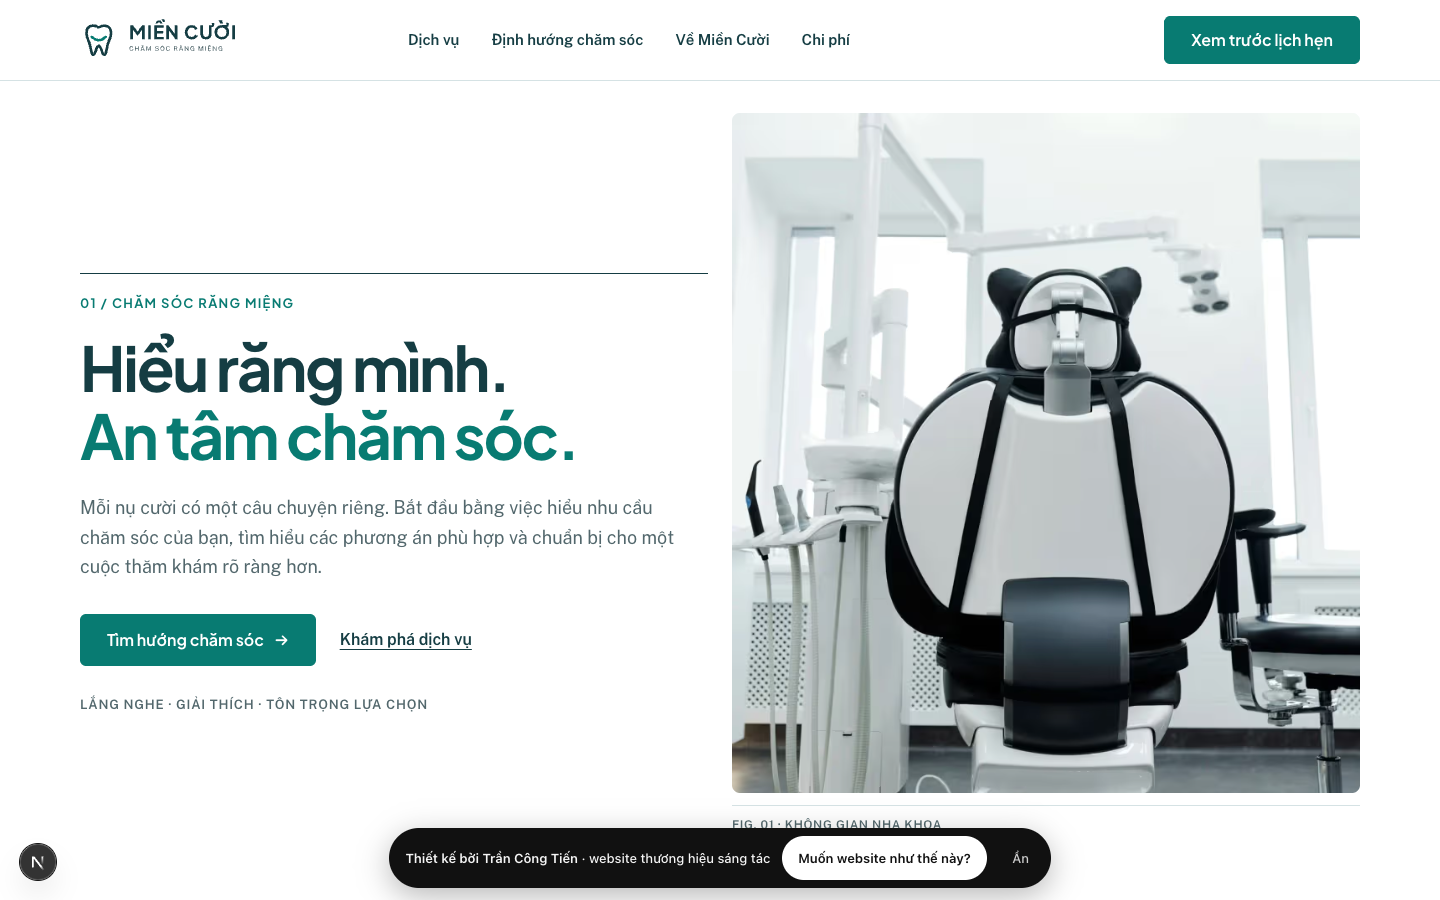 MIỀN CƯỜI
CHĂM SÓC RĂNG MIỆNG
Dịch vụ
Định hướng chăm sóc
Về Miền Cười
Chi phí
Xem trước lịch hẹn
01 / CHĂM SÓC RĂNG MIỆNG
Hiểu răng mình.
An tâm chăm sóc.
Mỗi nụ cười có một câu chuyện riêng. Bắt đầu bằng việc hiểu nhu cầu
chăm sóc của bạn, tìm hiểu các phương án phù hợp và chuẩn bị cho một
cuộc thăm khám rõ ràng hơn.
Tìm hướng chăm sóc →
Khám phá dịch vụ
LẮNG NGHE · GIẢI THÍCH · TÔN TRỌNG LỰA CHỌN
FIG. 01 · KHÔNG GIAN NHA KHOA
Thiết kế bởi Trần Công Tiến · website thương hiệu sáng tác
Muốn website như thế này?
Ẩn
N